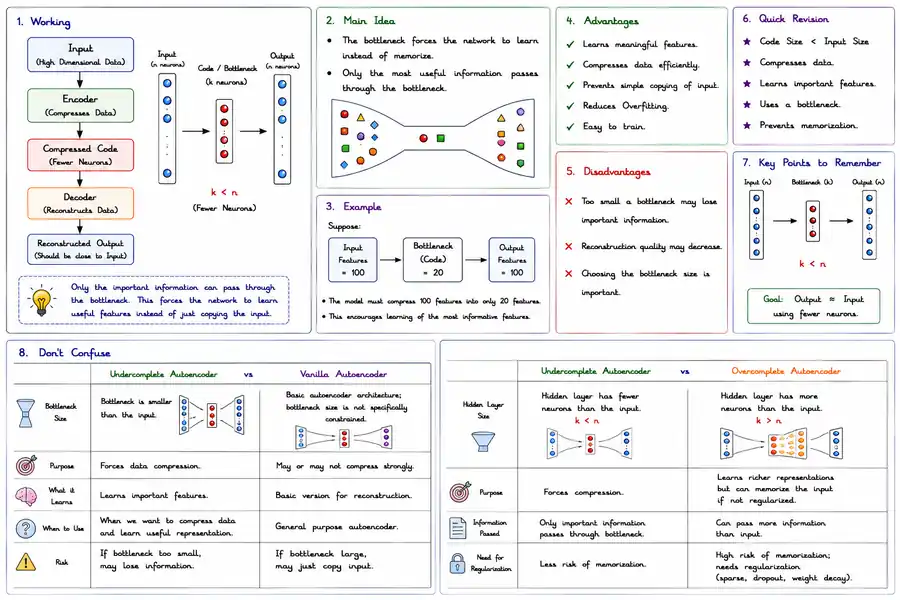 1. Working
Input
(High Dimensional Data)
Encoder
(Compresses Data)
Compressed Code
(Fewer Neurons)
Decoder
(Reconstructs Data)
Reconstructed Output
(Should be close to Input)
Input
(n neurons)
Code / Bottleneck
(k neurons)
Output
(n neurons)
k < n
(Fewer Neurons)
Only the important information can pass through
the bottleneck. This forces the network to learn
useful features instead of just copying the input.
2. Main Idea
• The bottleneck forces the network to learn
instead of memorize.
• Only the most useful information passes
through the bottleneck.
3. Example
Suppose:
Input
Features
= 100
Bottleneck
(Code)
= 20
Output
Features
= 100
• The model must compress 100 features into only 20 features.
• This encourages learning of the most informative features.
4. Advantages
✓ Learns meaningful features.
✓ Compresses data efficiently.
✓ Prevents simple copying of input.
✓ Reduces Overfitting.
✓ Easy to train.
5. Disadvantages
✗ Too small a bottleneck may lose
important information.
✗ Reconstruction quality may decrease.
✗ Choosing the bottleneck size is
important.
6. Quick Revision
★ Code Size < Input Size
★ Compresses data.
★ Learns important features.
★ Uses a bottleneck.
★ Prevents memorization.
7. Key Points to Remember
Input (n)
Bottleneck (k)
Output (n)
k < n
Goal: Output ≈ Input
using fewer neurons.
8. Don't Confuse
Undercomplete Autoencoder vs Vanilla Autoencoder
Bottleneck
Size
Bottleneck is smaller
than the input.
Basic autoencoder architecture;
bottleneck size is not specifically
constrained.
Purpose
Forces data compression.
May or may not compress strongly.
What it
Learns
Learns important features.
Basic version for reconstruction.
When to Use
When we want to compress data
and learn useful representation.
General purpose autoencoder.
Risk
If bottleneck too small,
may lose information.
If bottleneck large,
may just copy input.
Undercomplete Autoencoder vs Overcomplete Autoencoder
Hidden Layer
Size
Hidden layer has fewer
neurons than the input.
k < n
Hidden layer has more
neurons than the input.
k > n
Purpose
Forces compression.
Learns richer representations
but can memorize the input
if not regularized.
Information
Passed
Only important information
passes through bottleneck.
Can pass more information
than input.
Need for
Regularization
Less risk of memorization.
High risk of memorization;
needs regularization
(sparse, dropout, weight decay).